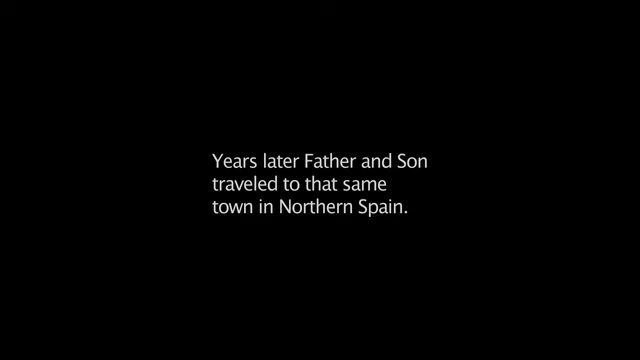 Years later Father and Son
traveled to that same
town in Northern Spain.